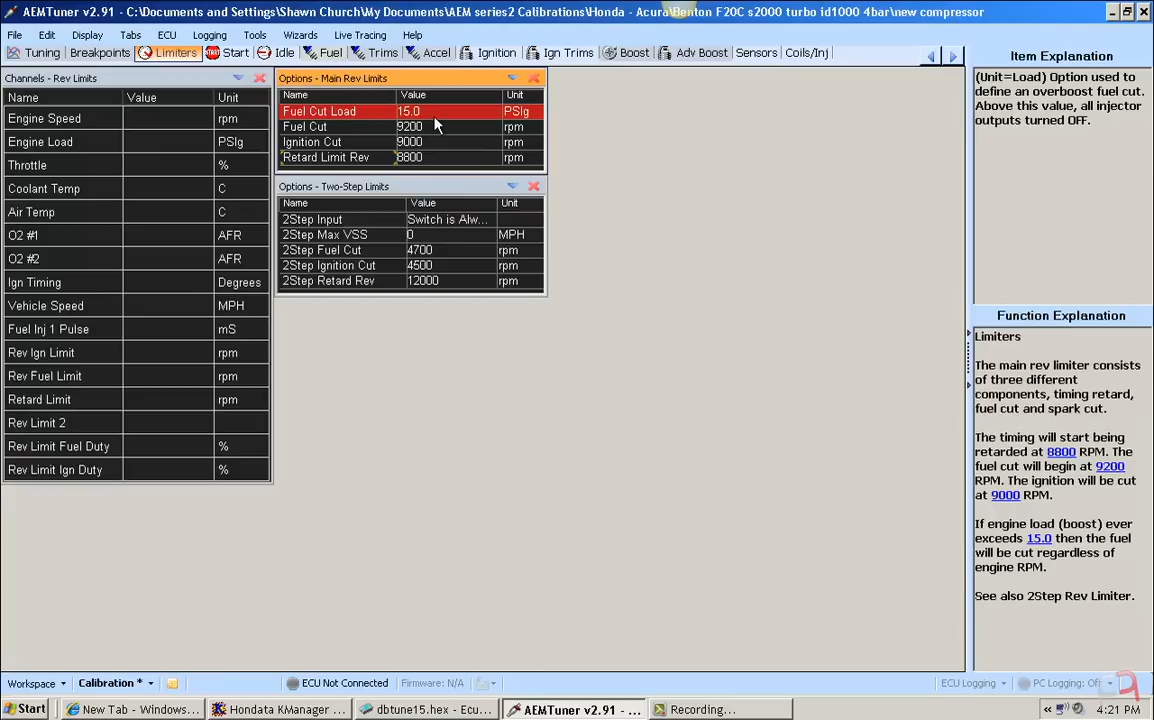 AEMTuner v2.91 - C:\Documents and Settings\Shawn Church\My Documents\AEM series2 Calibrations\Honda - Acura\Benton F20C s2000 turbo id1000 4bar\new compressor
File Edit Display Tabs ECU Logging Tools Wizards Live Tracing Help
Tuning Breakpoints Limiters START Start Idle Fuel Trims Accel Ignition Ign Trims Boost Adv Boost Sensors Coils/Inj
Channels - Rev Limits
Name Value Unit
Engine Speed rpm
Engine Load PSIg
Throttle %
Coolant Temp C
Air Temp C
O2 #1 AFR
O2 #2 AFR
Ign Timing Degrees
Vehicle Speed MPH
Fuel Inj 1 Pulse mS
Rev Ign Limit rpm
Rev Fuel Limit rpm
Retard Limit rpm
Rev Limit 2
Rev Limit Fuel Duty %
Rev Limit Ign Duty %
Options - Main Rev Limits
Name Value Unit
Fuel Cut Load 15.0 PSIg
Fuel Cut 9200 rpm
Ignition Cut 9000 rpm
Retard Limit Rev 8800 rpm
Options - Two-Step Limits
Name Value Unit
2Step Input Switch is Alw...
2Step Max VSS 0 MPH
2Step Fuel Cut 4700 rpm
2Step Ignition Cut 4500 rpm
2Step Retard Rev 12000 rpm
Item Explanation
(Unit=Load) Option used to
define an overboost fuel cut.
Above this value, all injector
outputs turned OFF.
Function Explanation
Limiters
The main rev limiter consists
of three different
components, timing retard,
fuel cut and spark cut.
The timing will start being
retarded at 8800 RPM. The
fuel cut will begin at 9200
RPM. The ignition will be cut
at 9000 RPM.
If engine load (boost) ever
exceeds 15.0 then the fuel
will be cut regardless of
engine RPM.
See also 2Step Rev Limiter.
Workspace Calibration * ECU Not Connected Firmware: N/A ECU Logging PC Logging: Off
Start New Tab - Windows... Hondata KManager ... dbtune15.hex - Ecu... AEMTuner v2.91 - ... Recording... « 4:21 PM